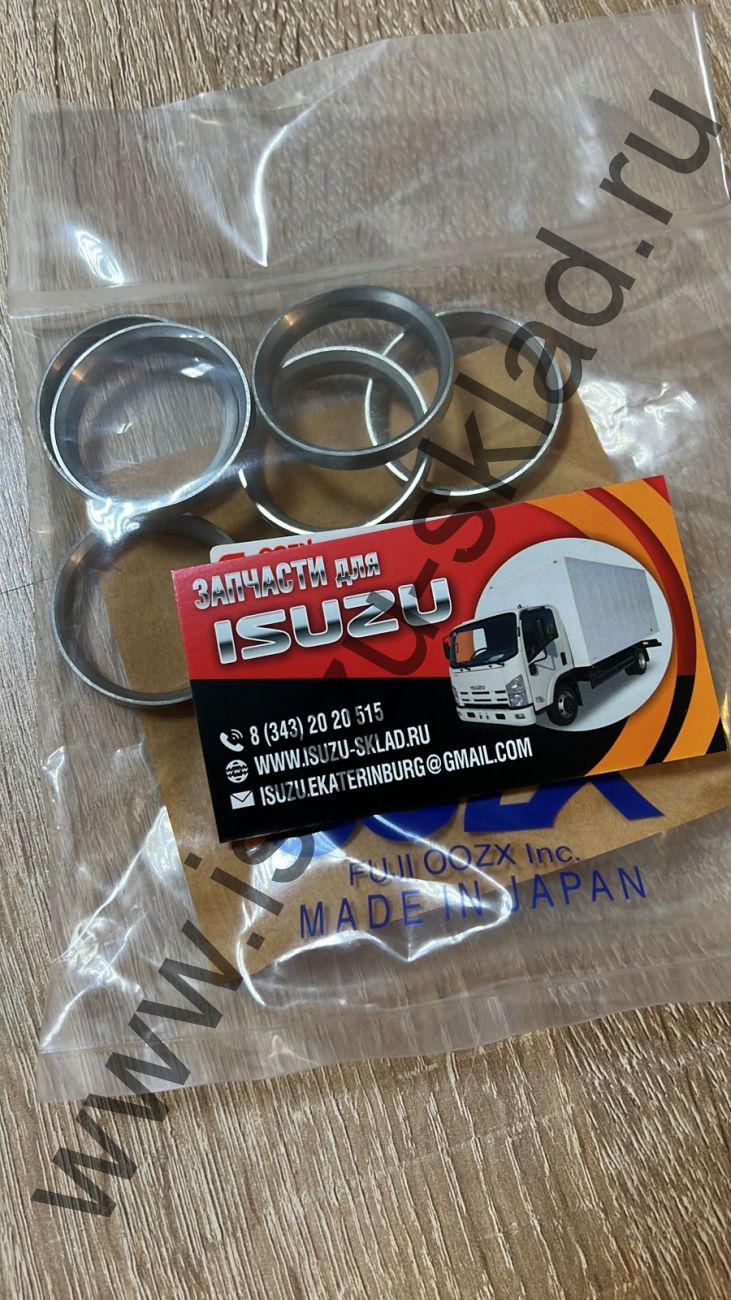 ЗАПЧАСТИ для
ISUZU
ISUZU
8 (343) 20 20 515
WWW.ISUZU-SKLAD.RU
ISUZU.EKATERINBURG@GMAIL.COM
FUJI OOZX Inc.
MADE IN JAPAN
www.isuzu-sklad.ru